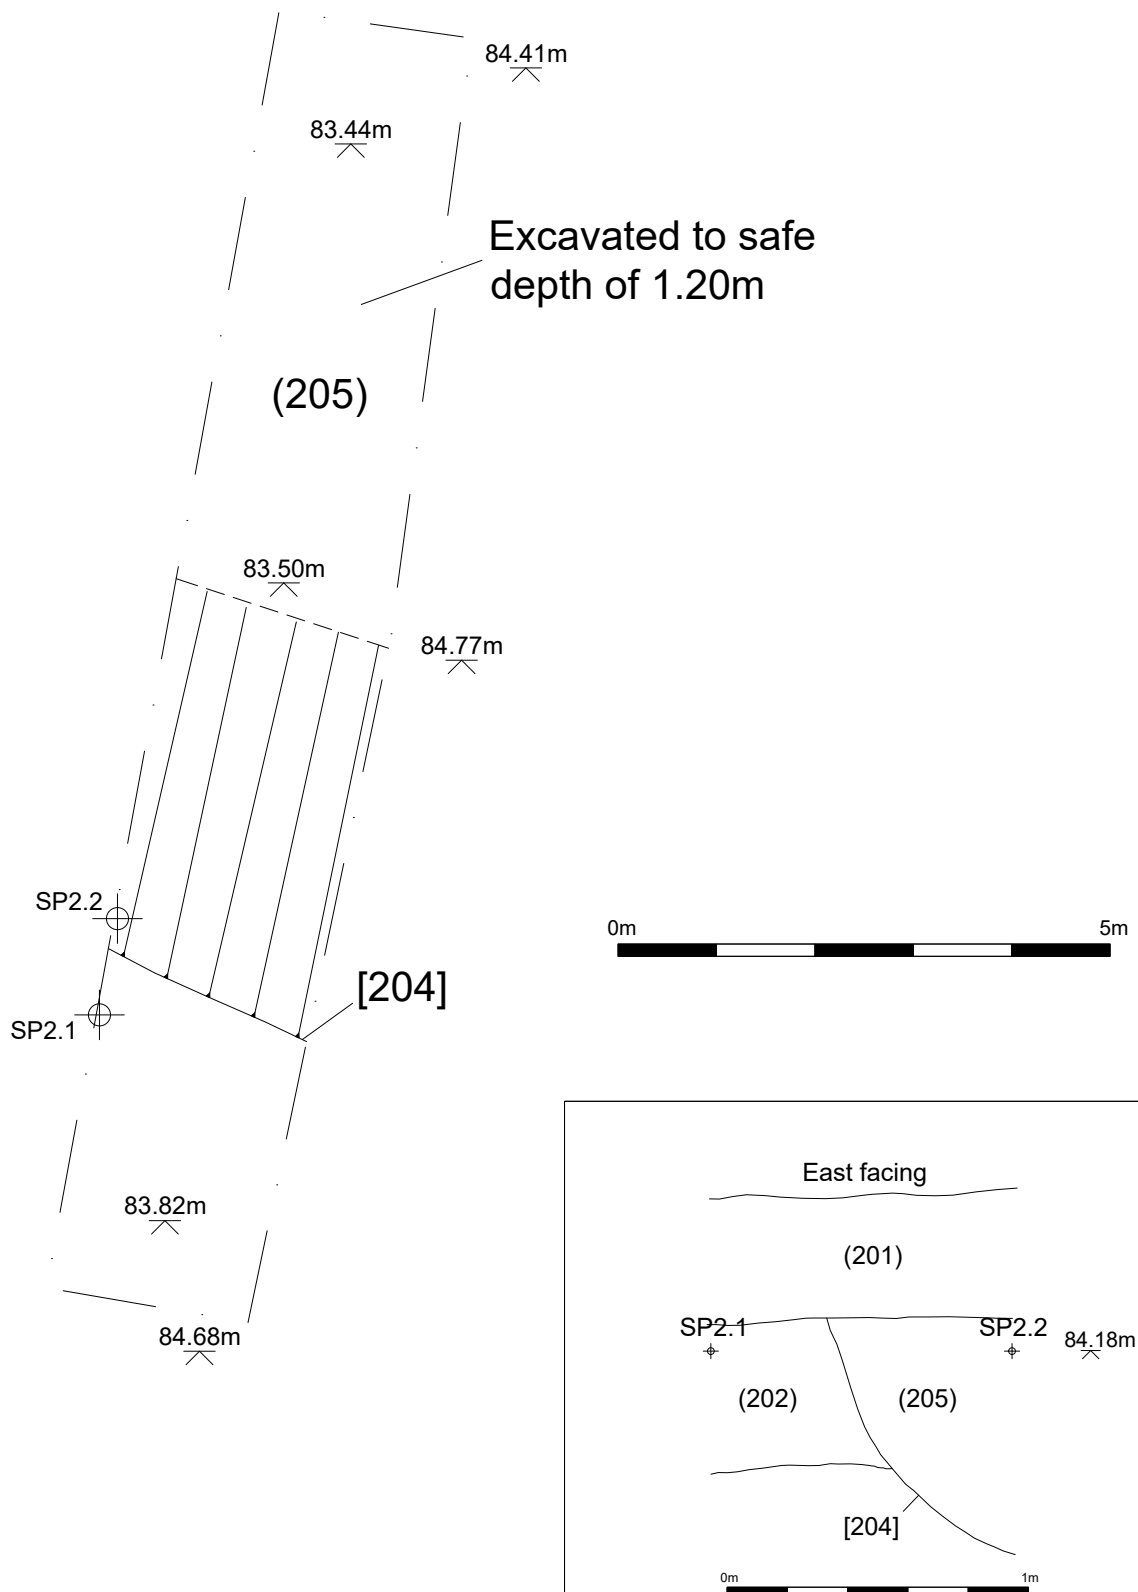 84.41m
83.44m
Excavated to safe
depth of 1.20m
(205)
83.50m
84.77m
SP2.2
0m 5m
[204]
SP2.1
East facing
83.82m
(201)
SP2.1 SP2.2 84.18m
84.68m
(202) (205)
[204]
0m 1m